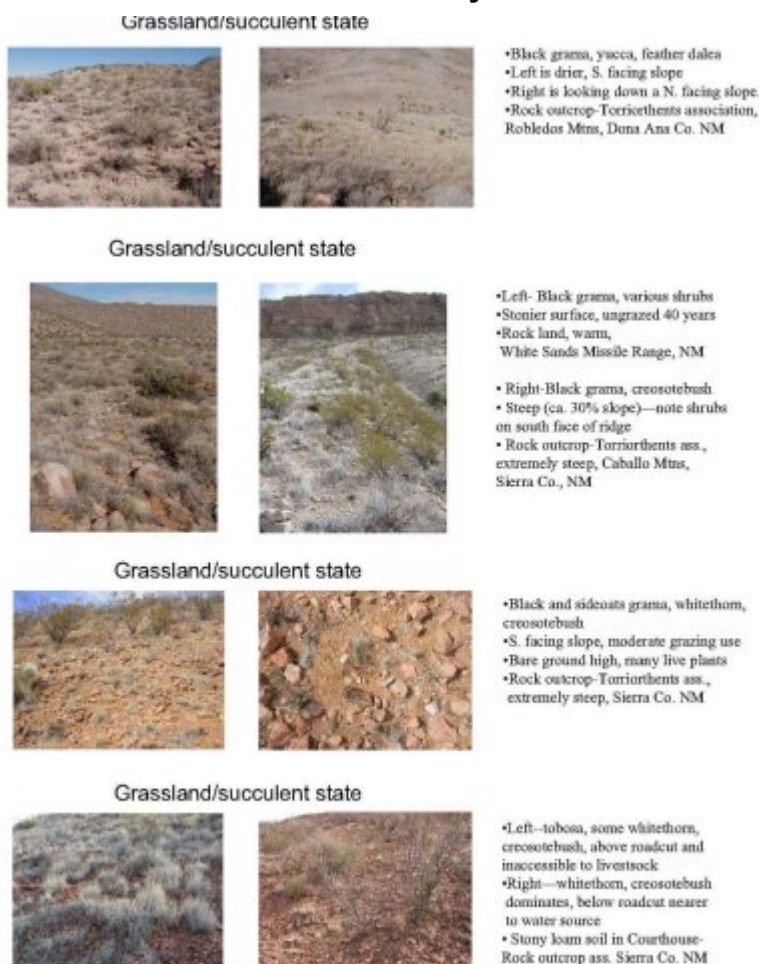 Grassland/succulent state
•Black grama, yucca, feather dalea
•Left is drier, S. facing slope
•Right is looking down a N. facing slope.
•Rock outcrop-Torriorthents association,
Robledos Mtns, Dona Ana Co. NM
Grassland/succulent state
•Left- Black grama, various shrubs
•Stonier surface, ungrazed 40 years
•Rock land, warm,
White Sands Missile Range, NM
• Right-Black grama, creosotebush
• Steep (ca. 30% slope)—note shrubs
on south face of ridge
• Rock outcrop-Torriorthents ass.,
extremely steep, Caballo Mtns,
Sierra Co., NM
Grassland/succulent state
•Black and sideoats grama, whitethorn,
creosotebush
•S. facing slope, moderate grazing use
•Bare ground high, many live plants
•Rock outcrop-Torriorthents ass.,
extremely steep, Sierra Co. NM
Grassland/succulent state
•Left--tobosa, some whitethorn,
creosotebush, above roadcut and
inaccessible to livestock
•Right—whitethorn, creosotebush
dominates, below roadcut nearer
to water source
• Stony loam soil in Courthouse-
Rock outcrop ass. Sierra Co. NM